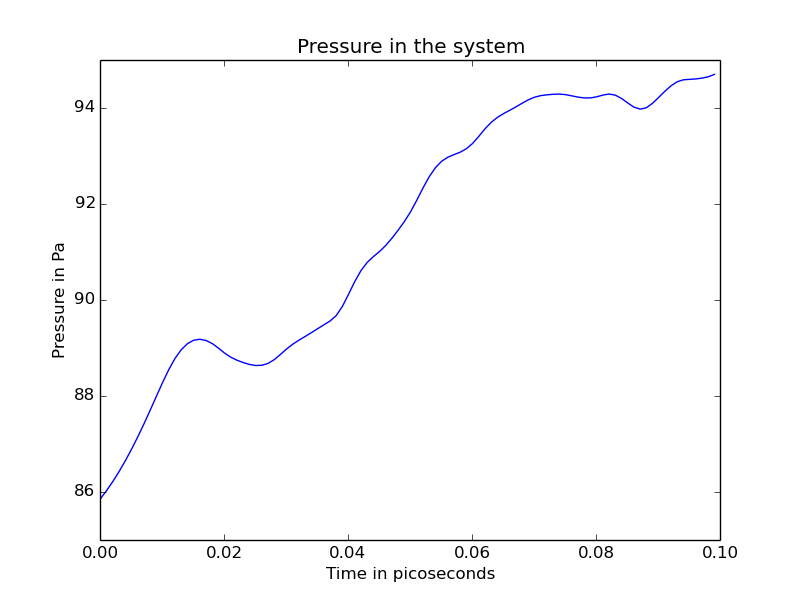 Pressure in the system
94
92
90
88
86
Pressure in Pa
0.00 0.02 0.04 0.06 0.08 0.10
Time in picoseconds